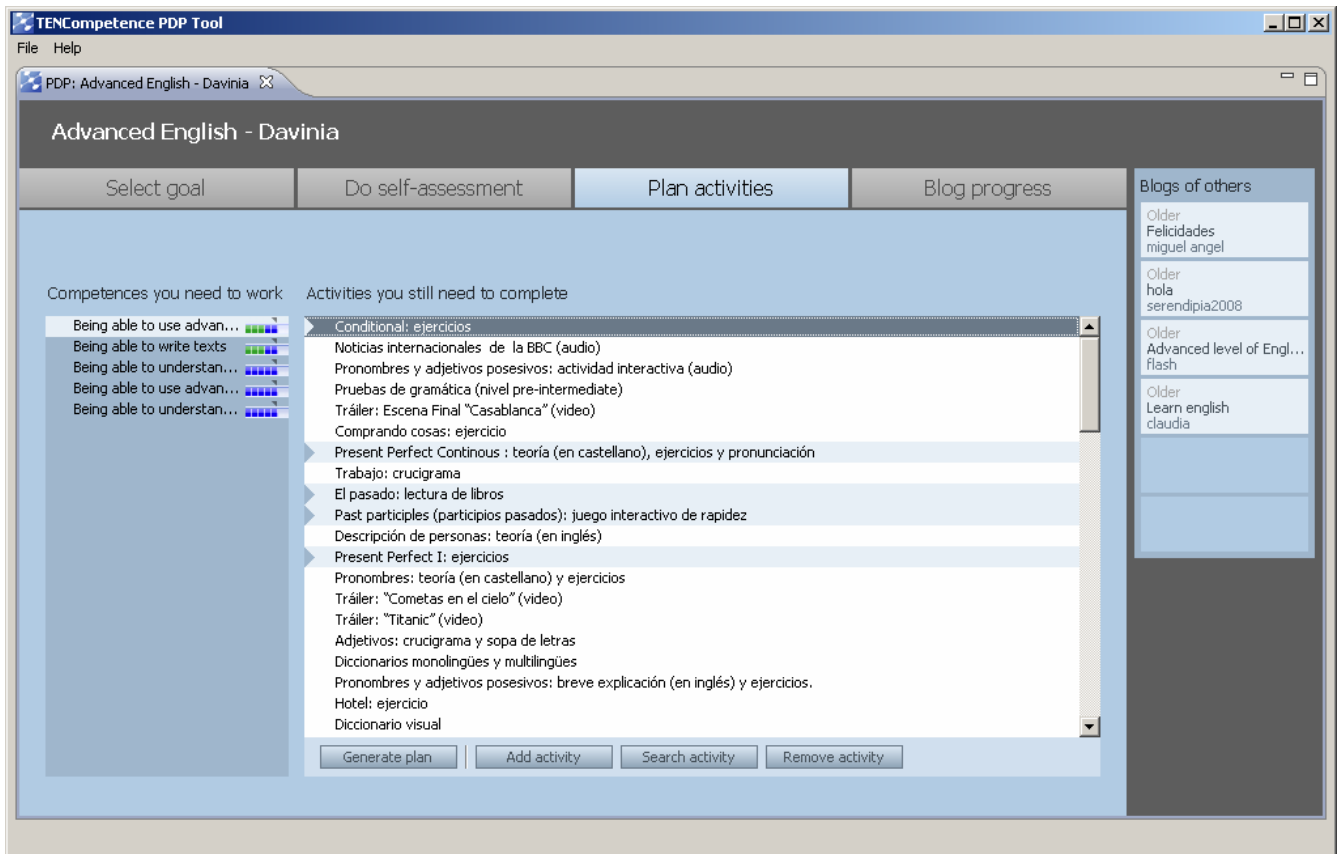 TENCompetence PDP Tool
File Help
PDP: Advanced English - Davinia
Advanced English - Davinia
Select goal
Do self-assessment
Plan activities
Blog progress
Competences you need to work
Being able to use advan...
Being able to write texts
Being able to understan...
Being able to use advan...
Being able to understan...
Activities you still need to complete
Conditional: ejercicios
Noticias internacionales de la BBC (audio)
Pronombres y adjetivos posesivos: actividad interactiva (audio)
Pruebas de gramática (nivel pre-intermediate)
Tráiler: Escena Final "Casablanca" (video)
Comprando cosas: ejercicio
Present Perfect Continous : teoría (en castellano), ejercicios y pronunciación
Trabajo: crucigrama
El pasado: lectura de libros
Past participles (participios pasados): juego interactivo de rapidez
Descripción de personas: teoría (en inglés)
Present Perfect I: ejercicios
Pronombres: teoría (en castellano) y ejercicios
Tráiler: "Cometas en el cielo" (video)
Tráiler: "Titanic" (video)
Adjetivos: crucigrama y sopa de letras
Diccionarios monolingües y multilingües
Pronombres y adjetivos posesivos: breve explicación (en inglés) y ejercicios.
Hotel: ejercicio
Diccionario visual
Generate plan
Add activity
Search activity
Remove activity
Blogs of others
Older
Felicidades
miguel angel
Older
hola
serendipia2008
Older
Advanced level of Engl...
flash
Older
Learn english
claudia